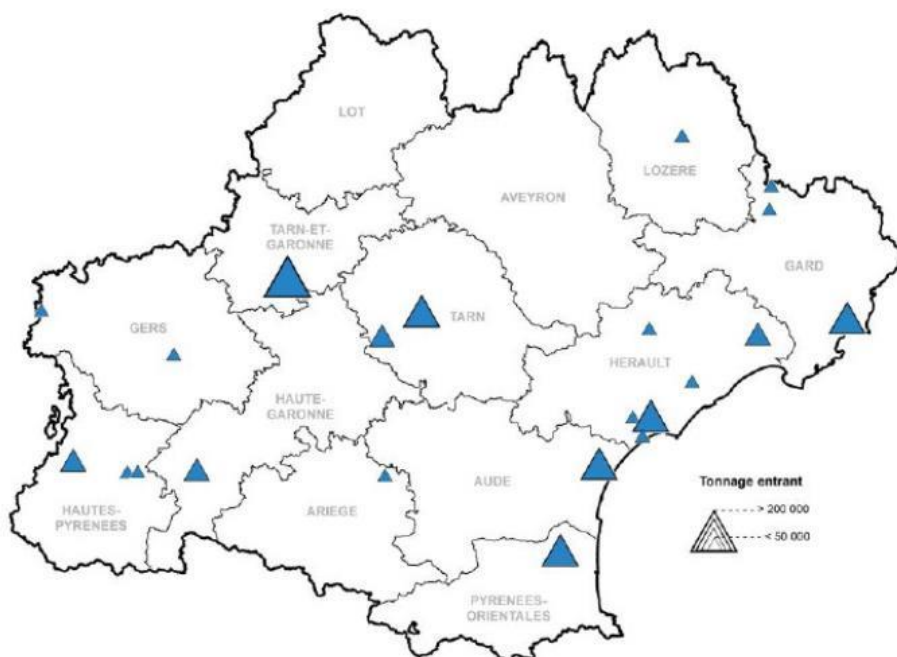 LOT
LOZERE
AVEYRON
TARN-ET-
GARONNE
GARD
GERS
TARN
HERAULT
HAUTE-
GARONNE
AUDE
Tonnage entrant
> 200 000
< 50 000
HAUTES-
PYRENEES
ARIEGE
PYRENEES-
ORIENTALES